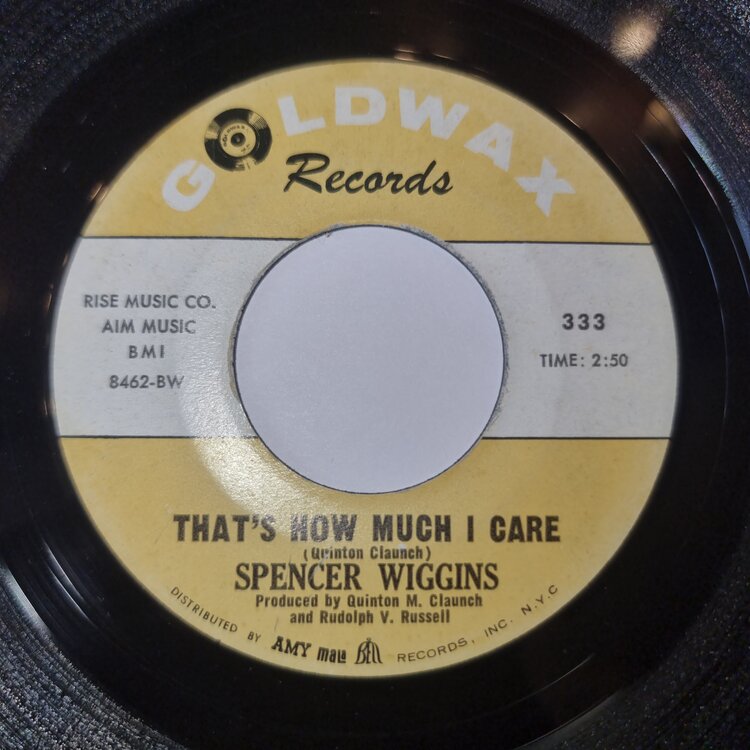 GOLDWAX
Records
RISE MUSIC CO.
AIM MUSIC
BMI
8462-BW
333
TIME: 2:50
THAT'S HOW MUCH I CARE
(Quinton Claunch)
SPENCER WIGGINS
Produced by Quinton M. Claunch
and Rudolph V. Russell
DISTRIBUTED BY AMY mala BELL RECORDS, INC. N.Y.C